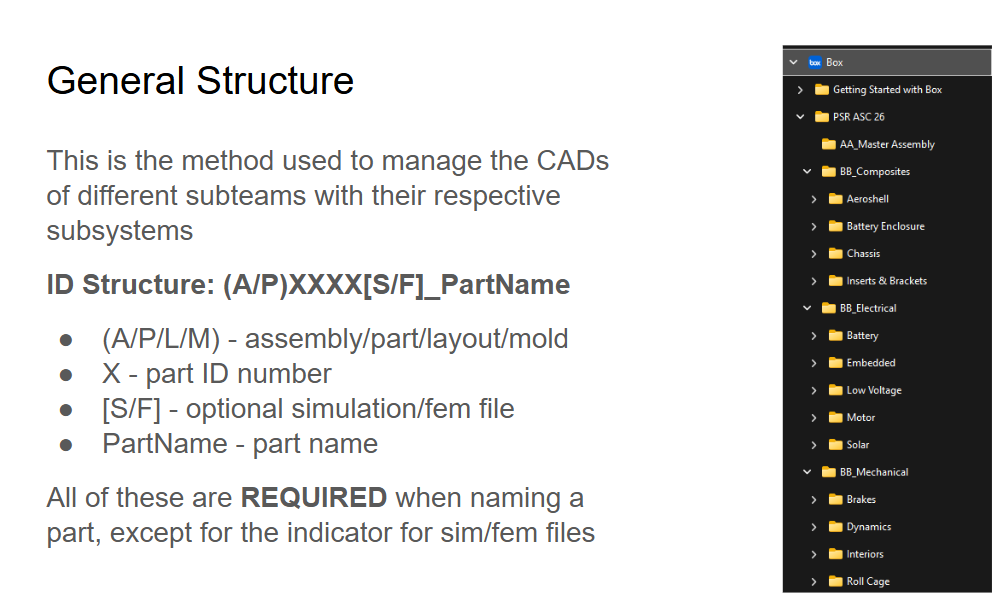 General Structure
This is the method used to manage the CADs
of different subteams with their respective
subsystems
ID Structure: (A/P)XXXX[S/F]_PartName
● (A/P/L/M) - assembly/part/layout/mold
● X - part ID number
● [S/F] - optional simulation/fem file
● PartName - part name
All of these are REQUIRED when naming a
part, except for the indicator for sim/fem files
box Box
Getting Started with Box
PSR ASC 26
AA_Master Assembly
BB_Composites
Aeroshell
Battery Enclosure
Chassis
Inserts & Brackets
BB_Electrical
Battery
Embedded
Low Voltage
Motor
Solar
BB_Mechanical
Brakes
Dynamics
Interiors
Roll Cage